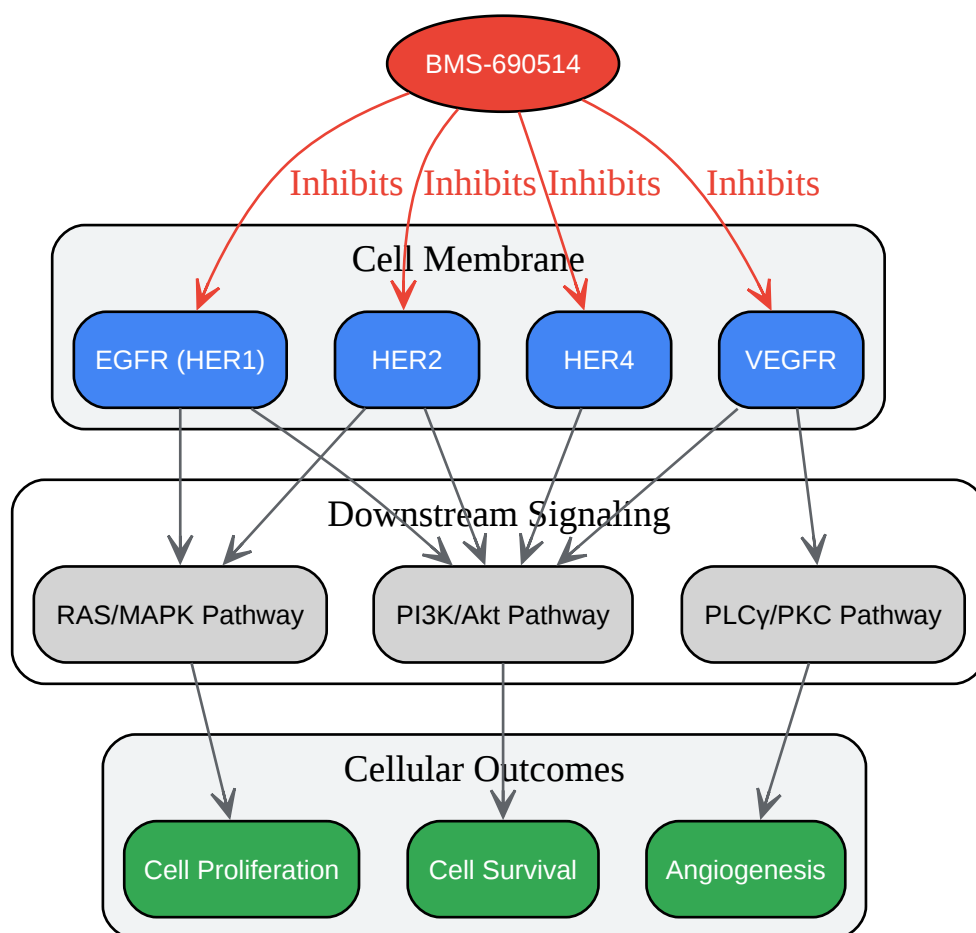 BMS-690514
Inhibits Inhibits Inhibits Inhibits
Cell Membrane
EGFR (HER1) HER2 HER4 VEGFR
Downstream Signaling
RAS/MAPK Pathway PI3K/Akt Pathway PLCγ/PKC Pathway
Cellular Outcomes
Cell Proliferation Cell Survival Angiogenesis